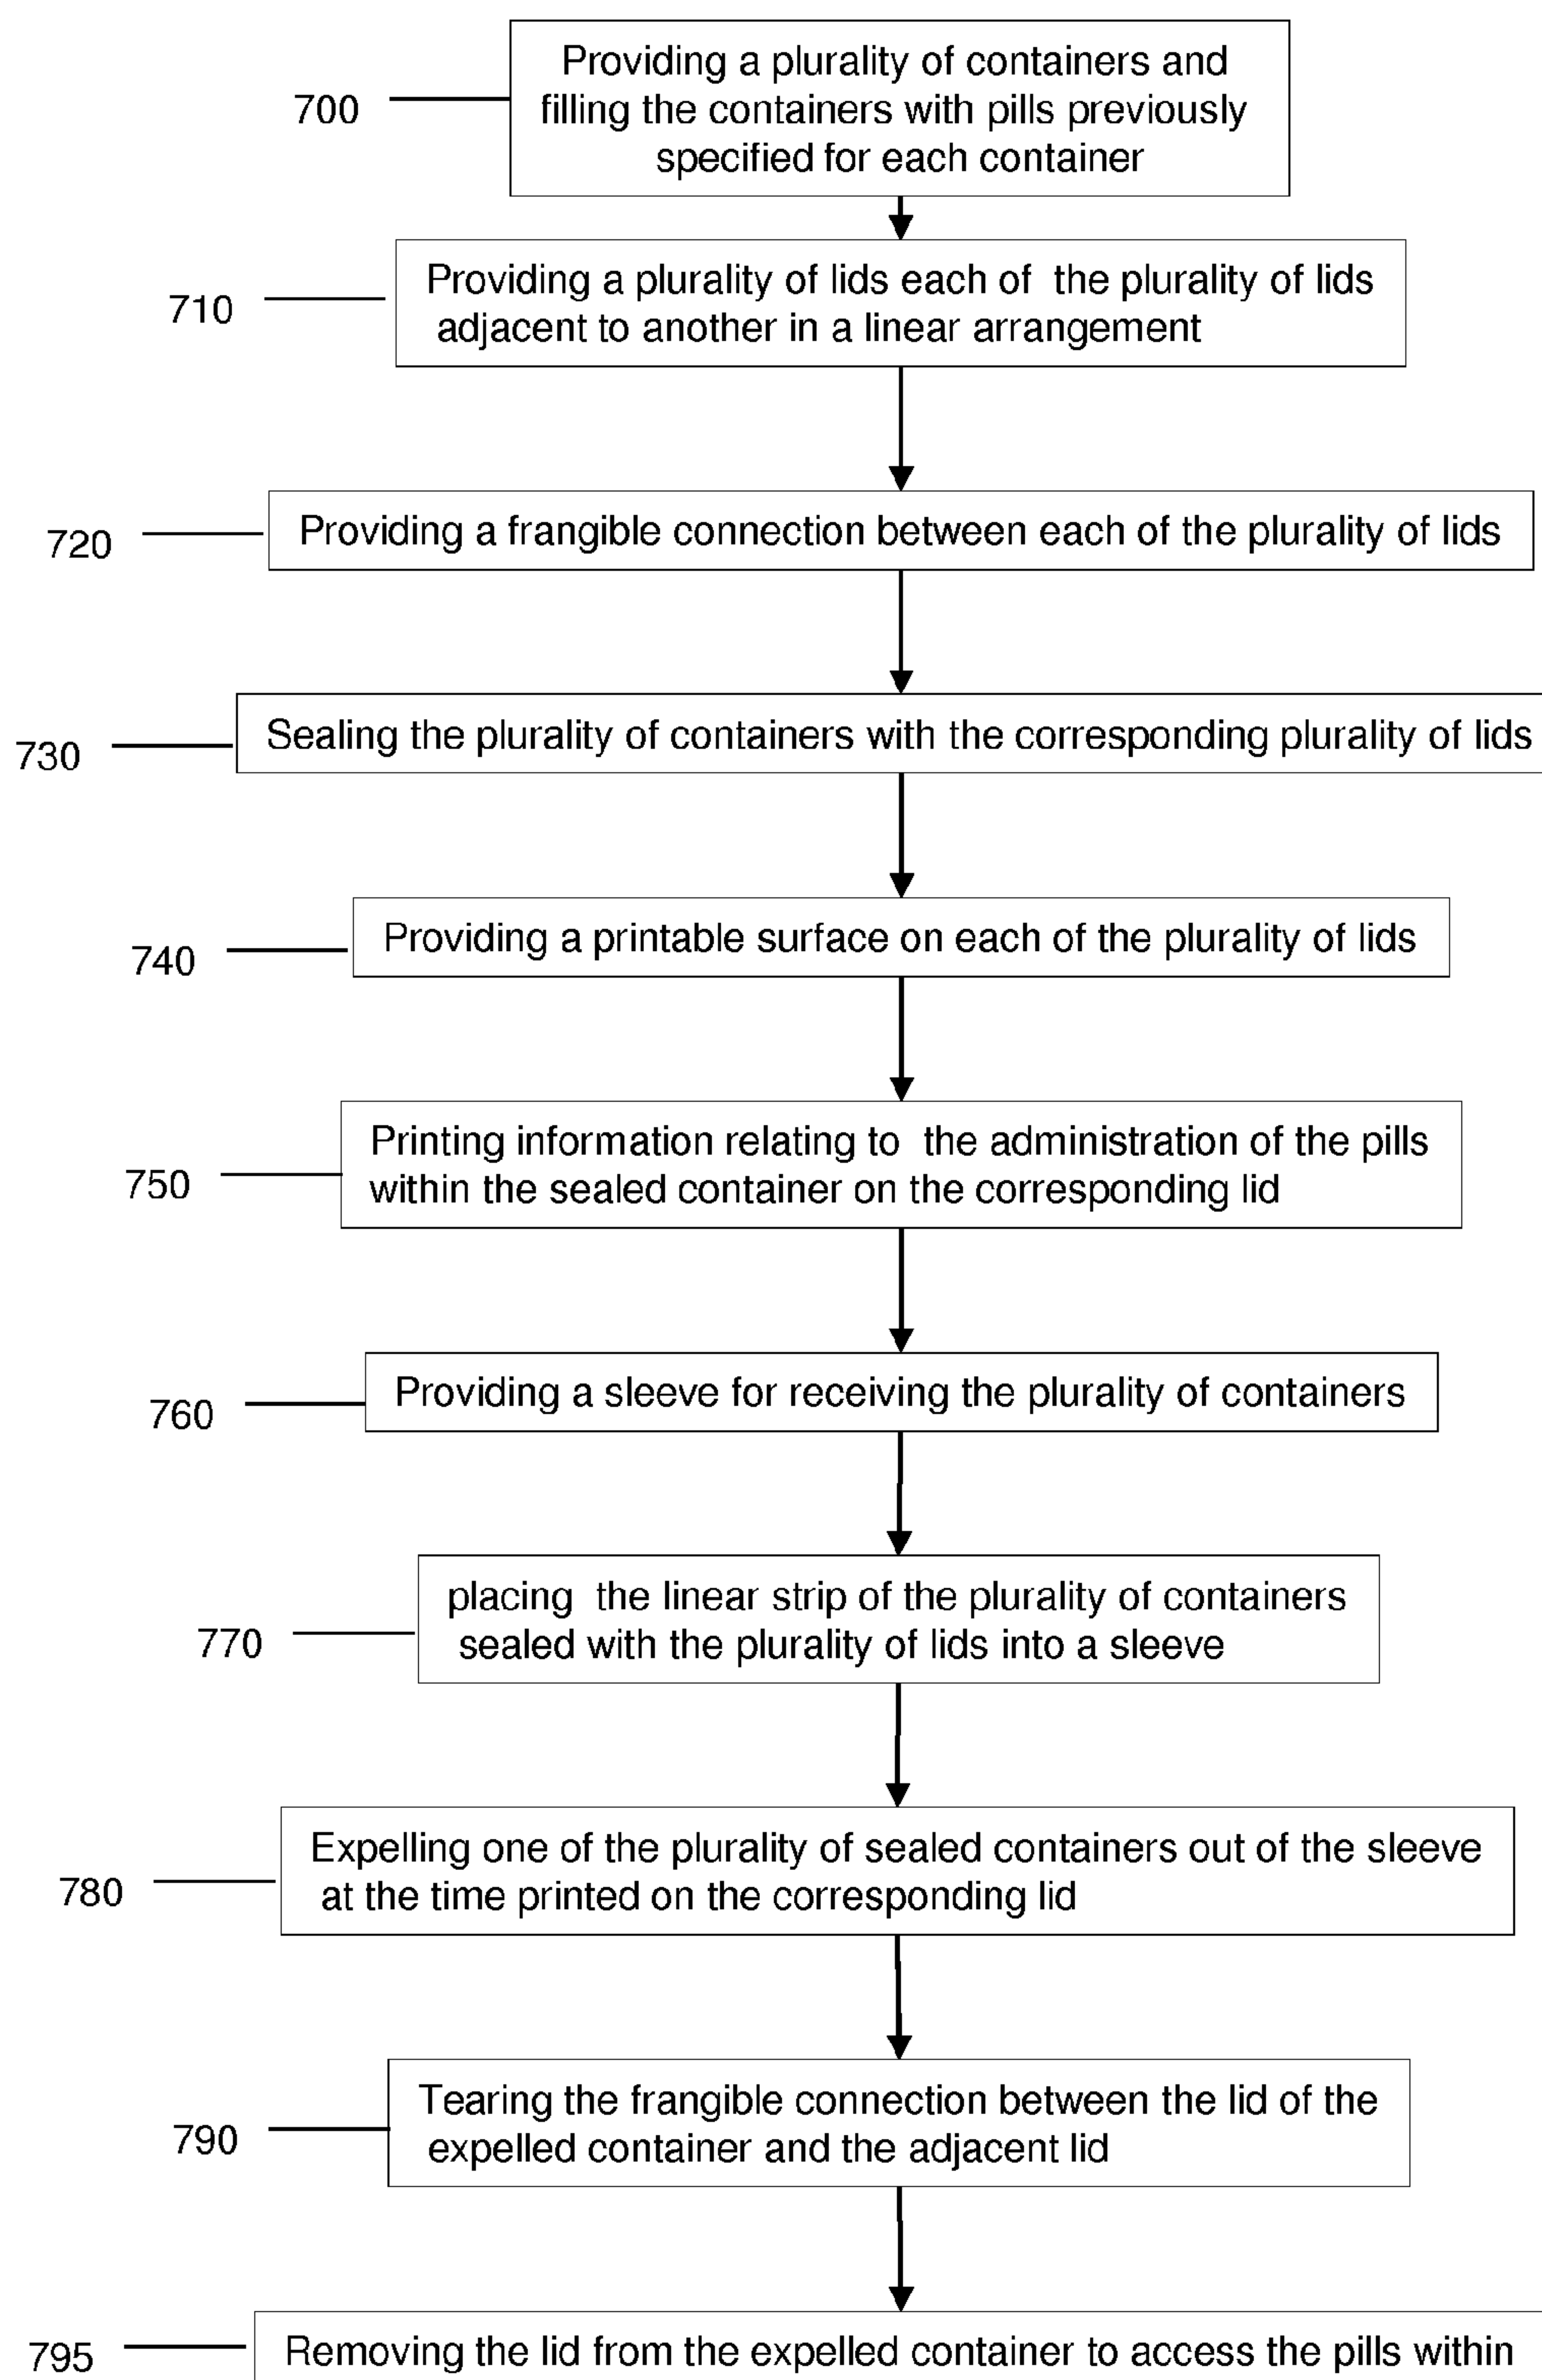 Providing a plurality of containers and
700
filling the containers with pills previously
specified for each container
Providing a plurality of lids each of the plurality of lids
710
adjacent to another in a linear arrangement
720
Providing a frangible connection between each of the plurality of lids
730
Sealing the plurality of containers with the corresponding plurality of lids
740
Providing a printable surface on each of the plurality of lids
750
Printing information relating to the administration of the pills
within the sealed container on the corresponding lid
760
Providing a sleeve for receiving the plurality of containers
770
placing the linear strip of the plurality of containers
sealed with the plurality of lids into a sleeve
780
Expelling one of the plurality of sealed containers out of the sleeve
at the time printed on the corresponding lid
790
Tearing the frangible connection between the lid of the
expelled container and the adjacent lid
795
Removing the lid from the expelled container to access the pills within